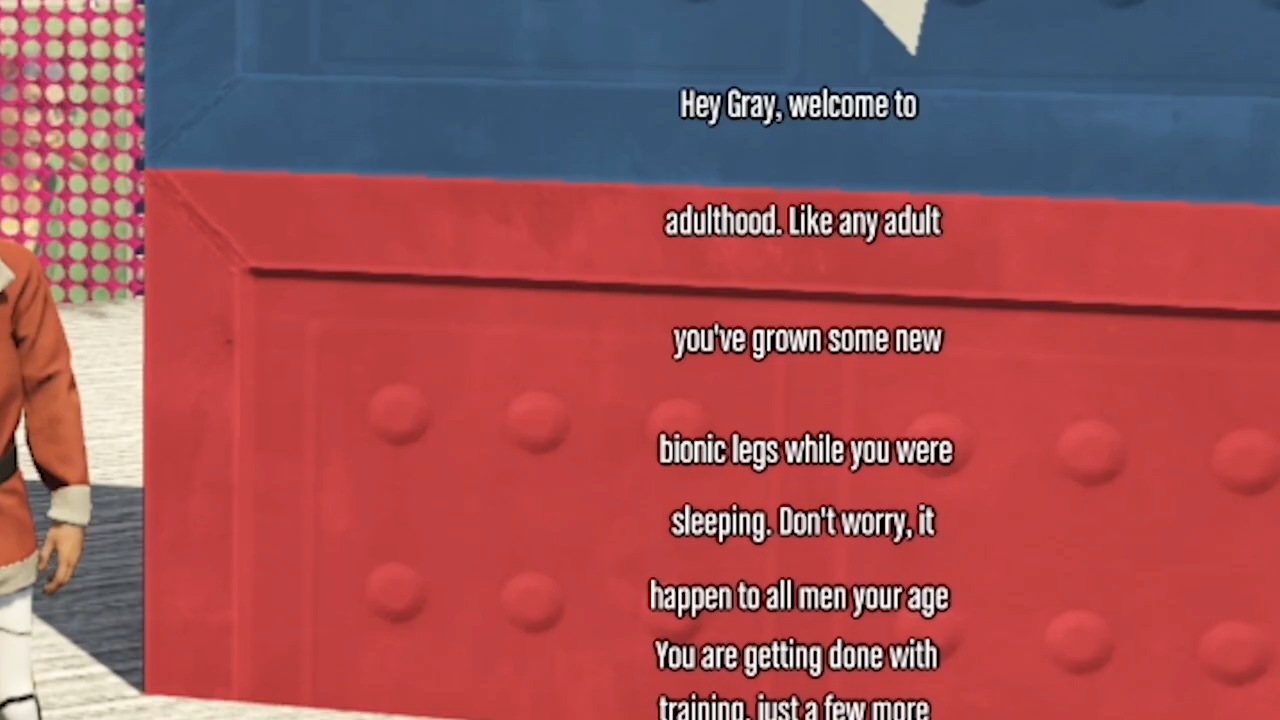 Hey Gray, welcome to
adulthood. Like any adult
you've grown some new
bionic legs while you were
sleeping. Don't worry, it
happen to all men your age
You are getting done with
training, just a few more